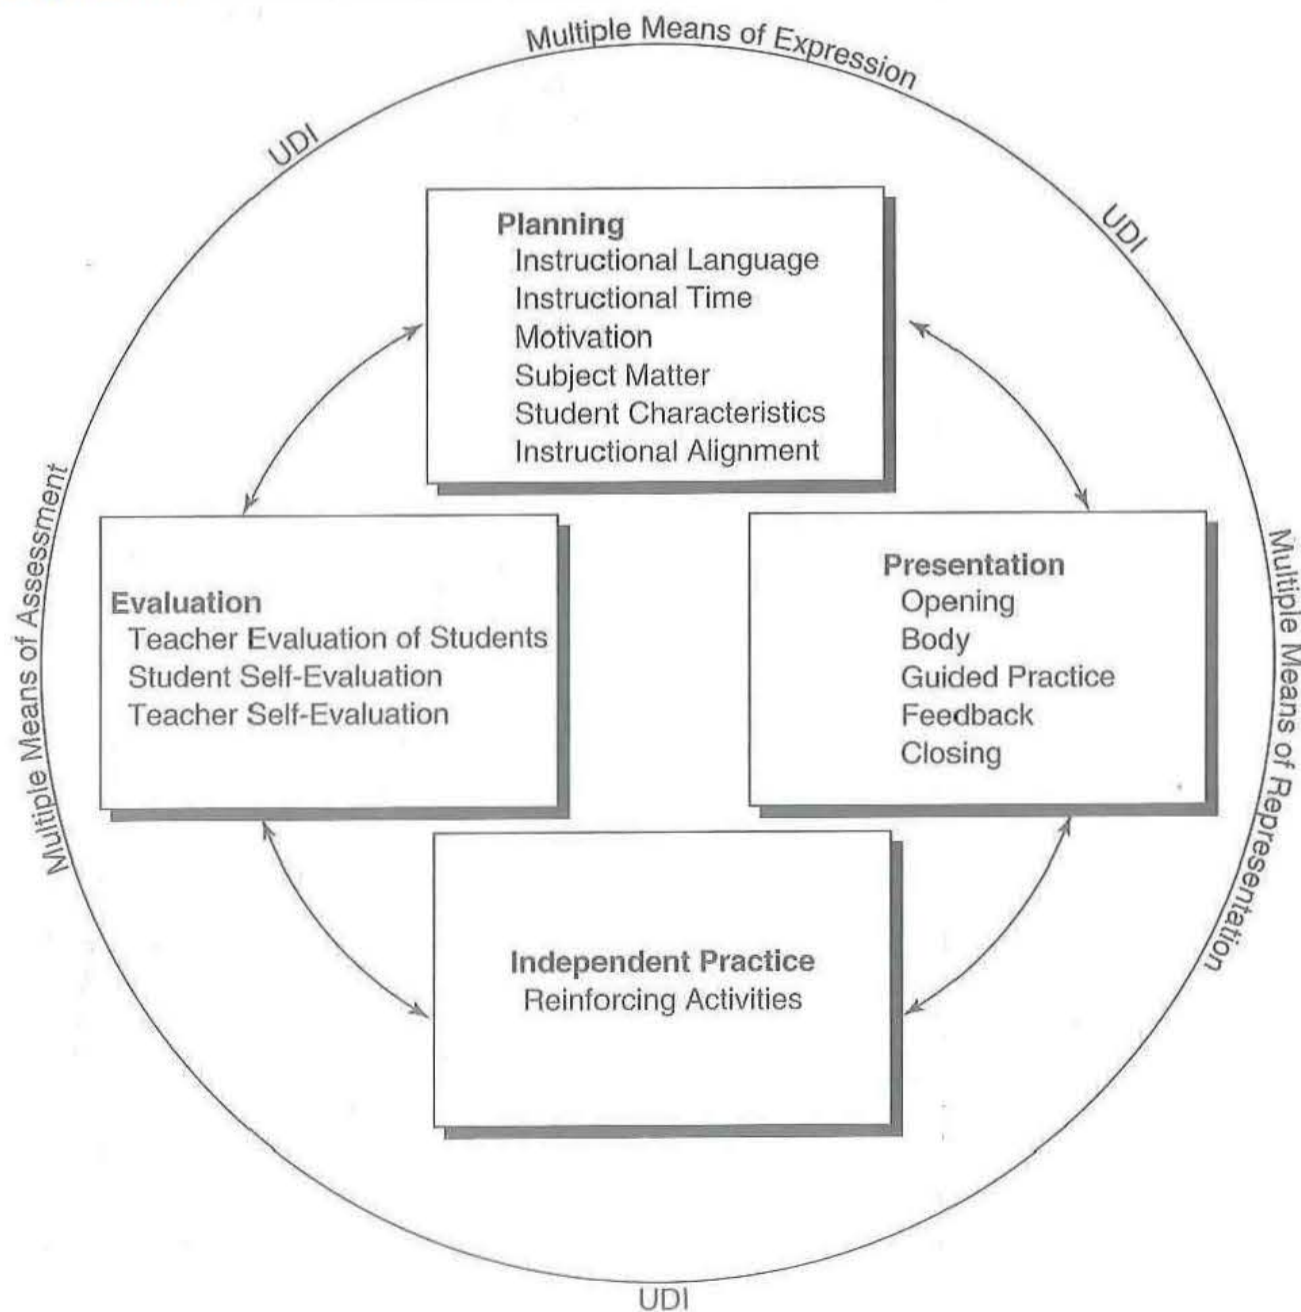 Multiple Means of Expression
UDI
UDI
Planning
Instructional Language
Instructional Time
Motivation
Subject Matter
Student Characteristics
Instructional Alignment
Multiple Means of Assessment
Evaluation
Teacher Evaluation of Students
Student Self-Evaluation
Teacher Self-Evaluation
Presentation
Opening
Body
Guided Practice
Feedback
Closing
Multiple Means of Representation
Independent Practice
Reinforcing Activities
UDI